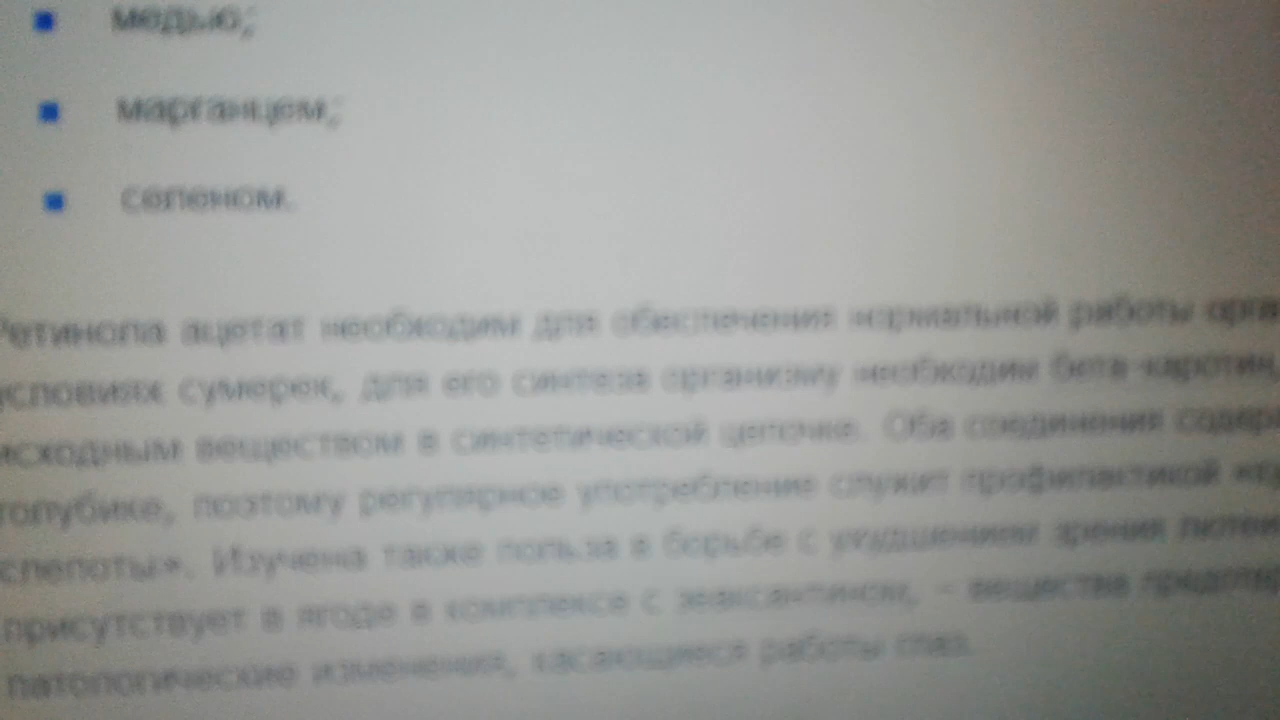 медью;
марганцем;
селеном.
Ретинола ацетат необходим для обеспечения нормальной работы
условиях сумерек, для его синтеза организму необходим бета-каротин,
исходным веществом в синтетической цепочке. Оба соединения
голубике, поэтому регулярное употребление служит профилактикой
слепоты». Изучена также польза в борьбе с ухудшением зрения
присутствует в ягоде в комплексе с зеаксантином, – вещества
патологические изменения, касающиеся работы глаз.